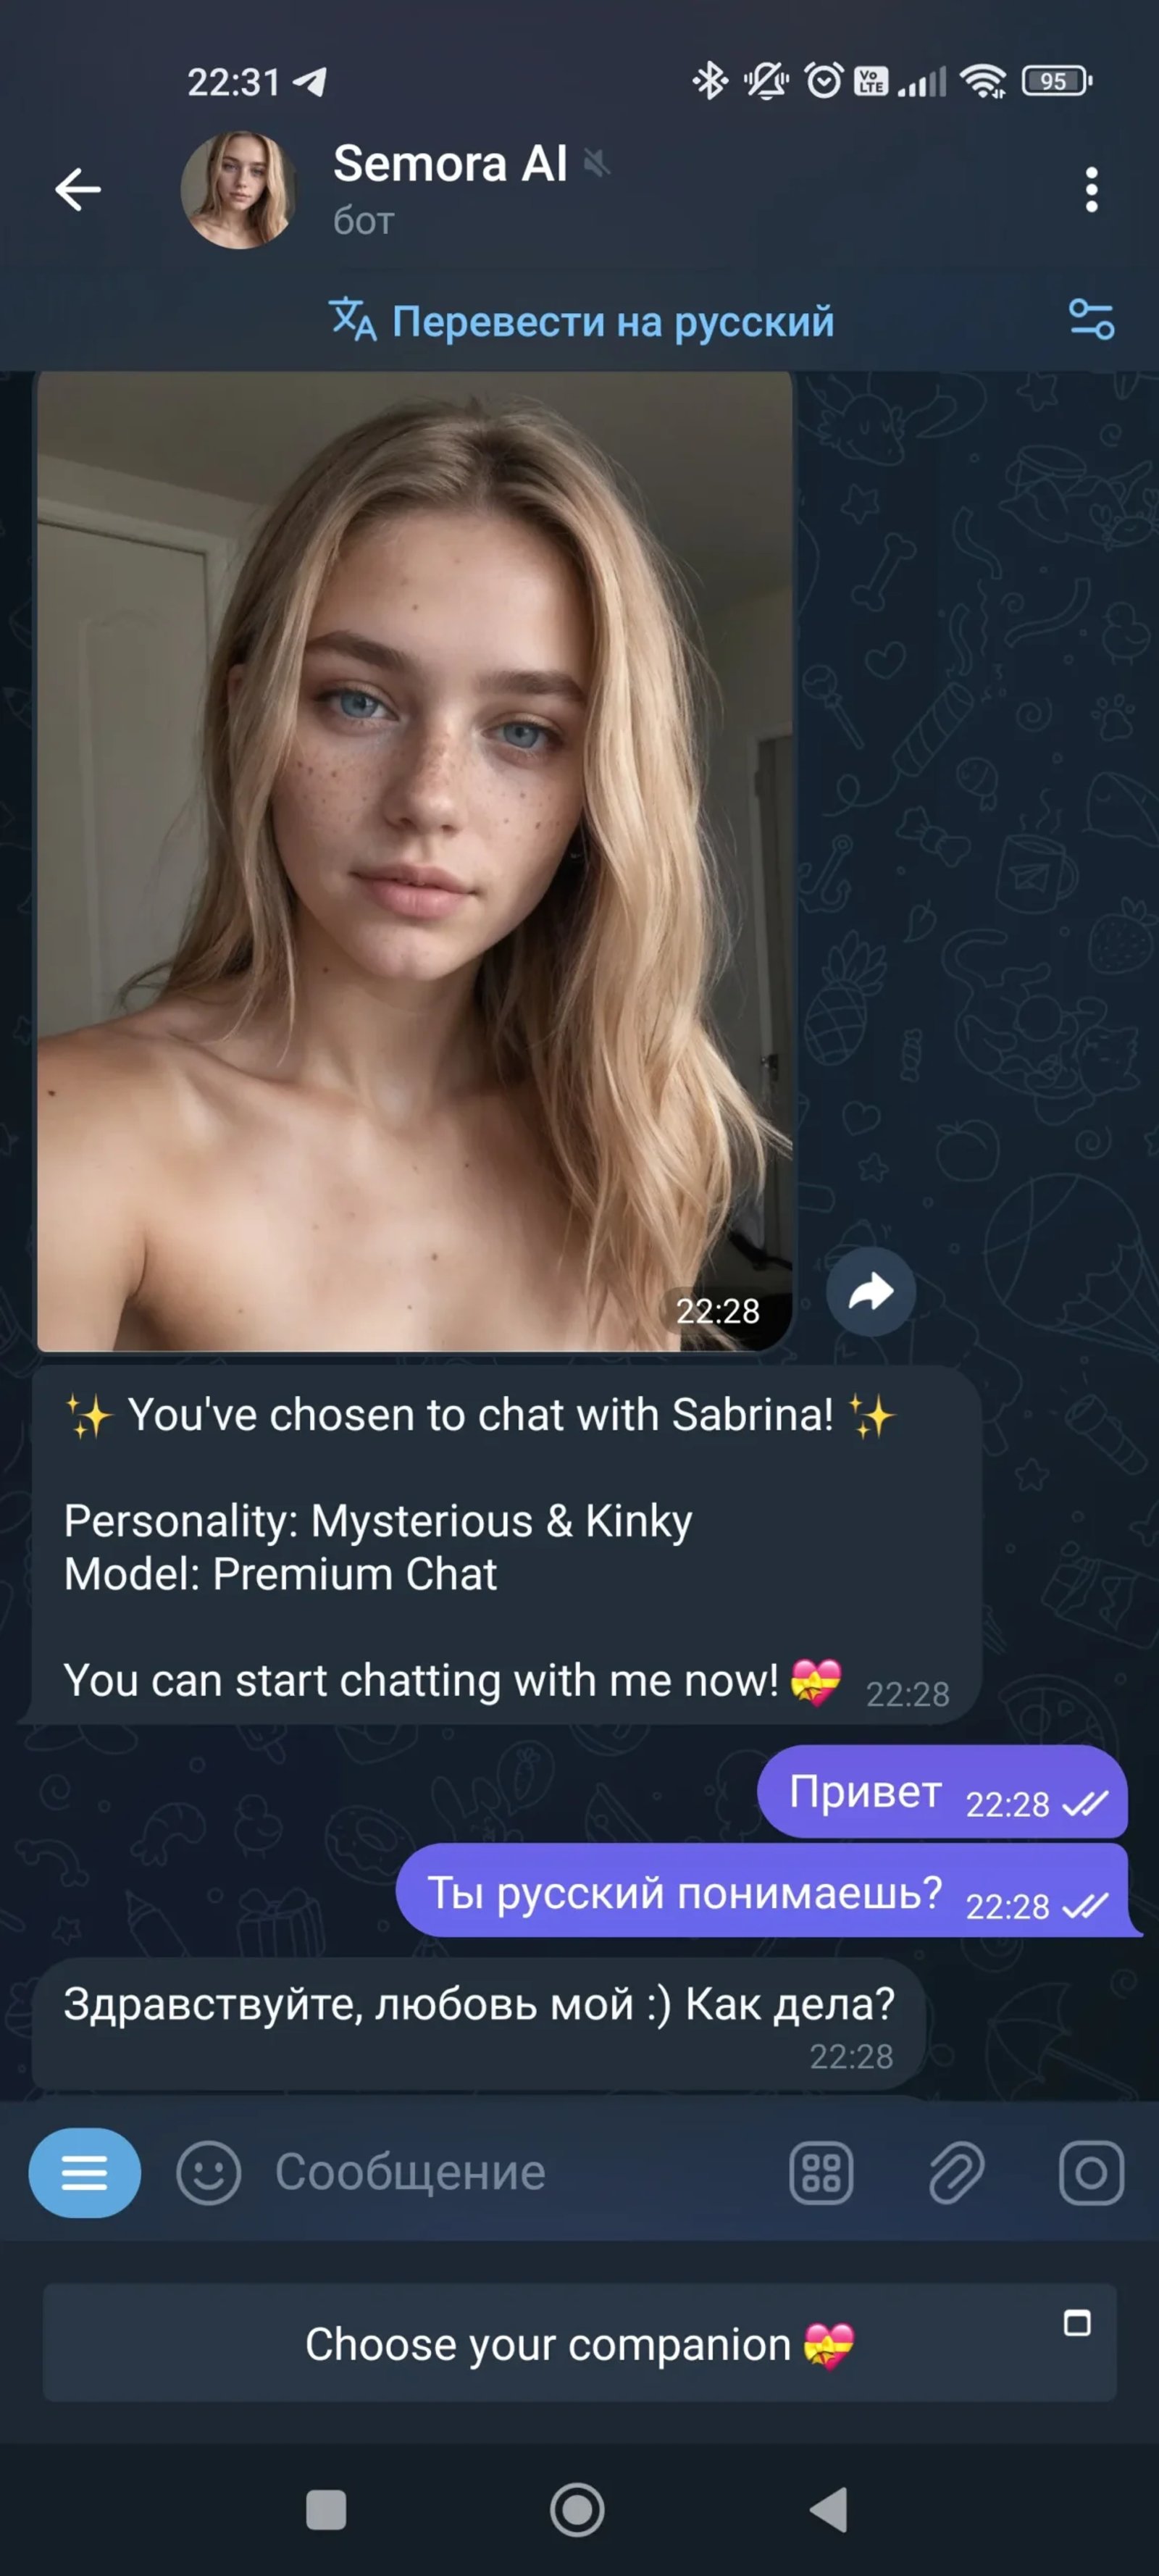 22:31
Vo LTE
95
Semora AI
бот
Перевести на русский
22:28
✨ You've chosen to chat with Sabrina! ✨
Personality: Mysterious & Kinky
Model: Premium Chat
You can start chatting with me now! 💝 22:28
Привет 22:28
Ты русский понимаешь? 22:28
Здравствуйте, любовь мой :) Как дела?
22:28
Сообщение
Choose your companion 💝